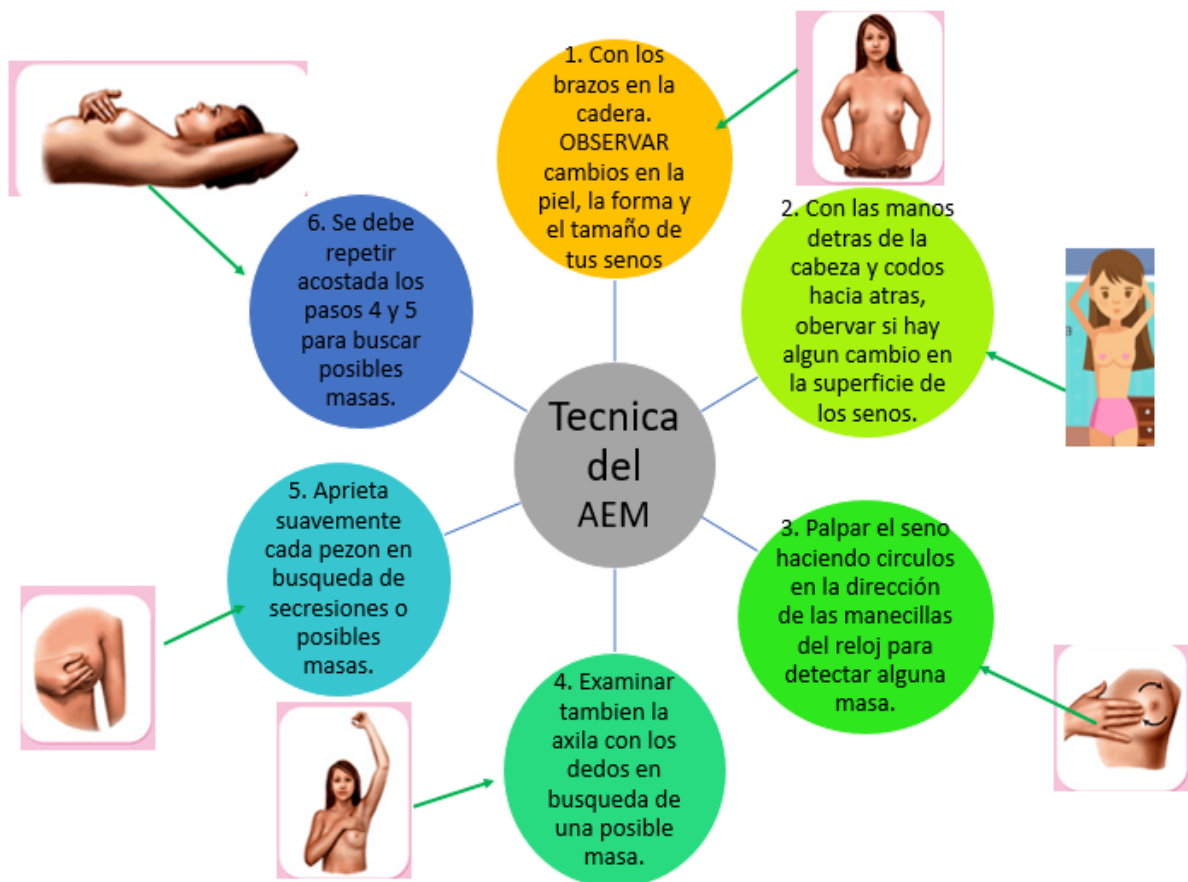 Tecnica
del
AEM
1. Con los
brazos en la
cadera.
OBSERVAR
cambios en la
piel, la forma y
el tamaño de
tus senos
2. Con las manos
detras de la
cabeza y codos
hacia atras,
obervar si hay
algun cambio en
la superficie de
los senos.
3. Palpar el seno
haciendo circulos
en la dirección
de las manecillas
del reloj para
detectar alguna
masa.
4. Examinar
tambien la
axila con los
dedos en
busqueda de
una posible
masa.
5. Aprieta
suavemente
cada pezon en
busqueda de
secresiones o
posibles
masas.
6. Se debe
repetir
acostada los
pasos 4 y 5
para buscar
posibles
masas.